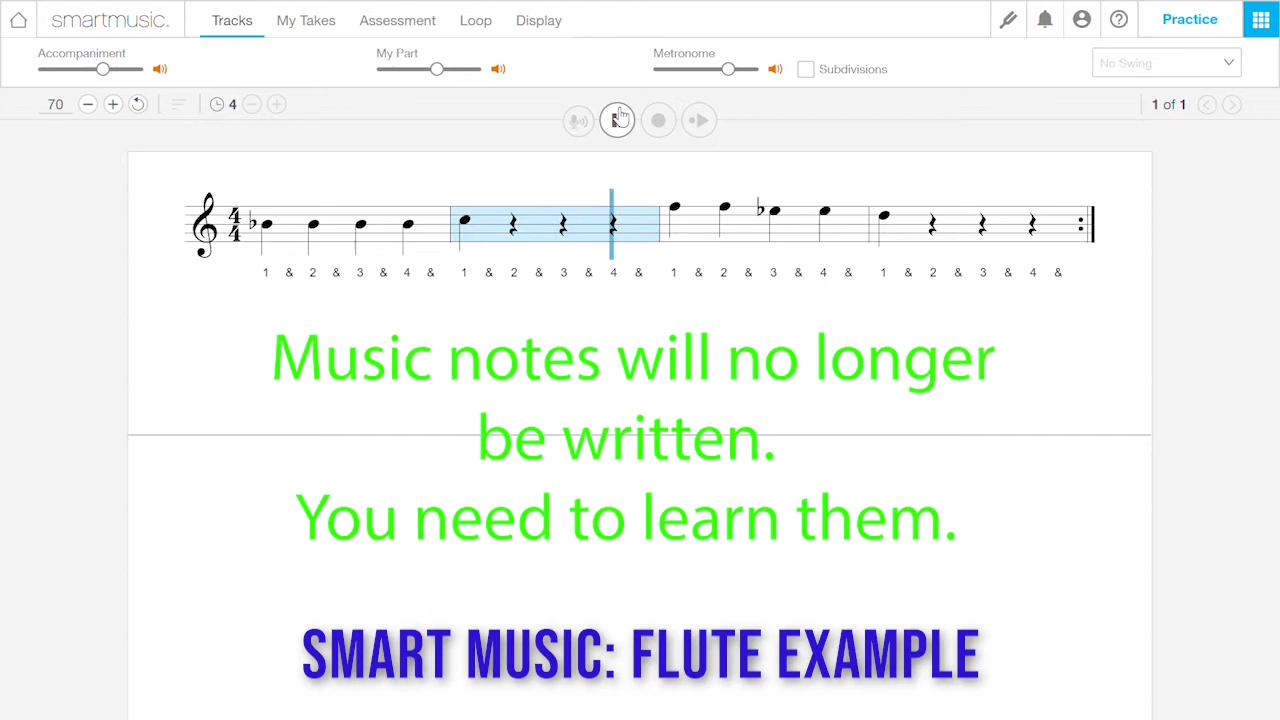 smartmusic. Tracks My Takes Assessment Loop Display Practice
Accompaniment My Part Metronome Subdivisions No Swing
70 4 1 of 1
4
4
1 & 2 & 3 & 4 & 1 & 2 & 3 & 4 & 1 & 2 & 3 & 4 & 1 & 2 & 3 & 4 &
Music notes will no longer
be written.
You need to learn them.
SMART MUSIC: FLUTE EXAMPLE